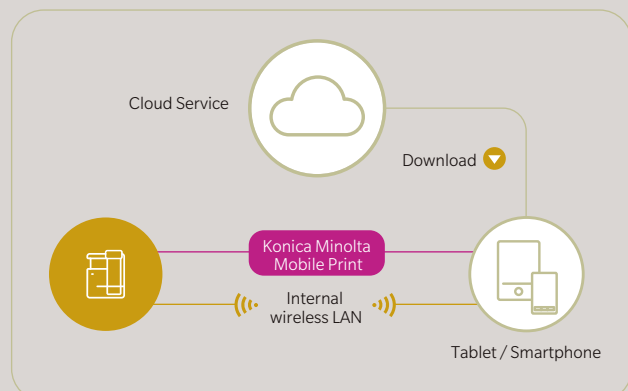 Cloud Service
Download
Konica Minolta
Mobile Print
Internal
wireless LAN
Tablet / Smartphone